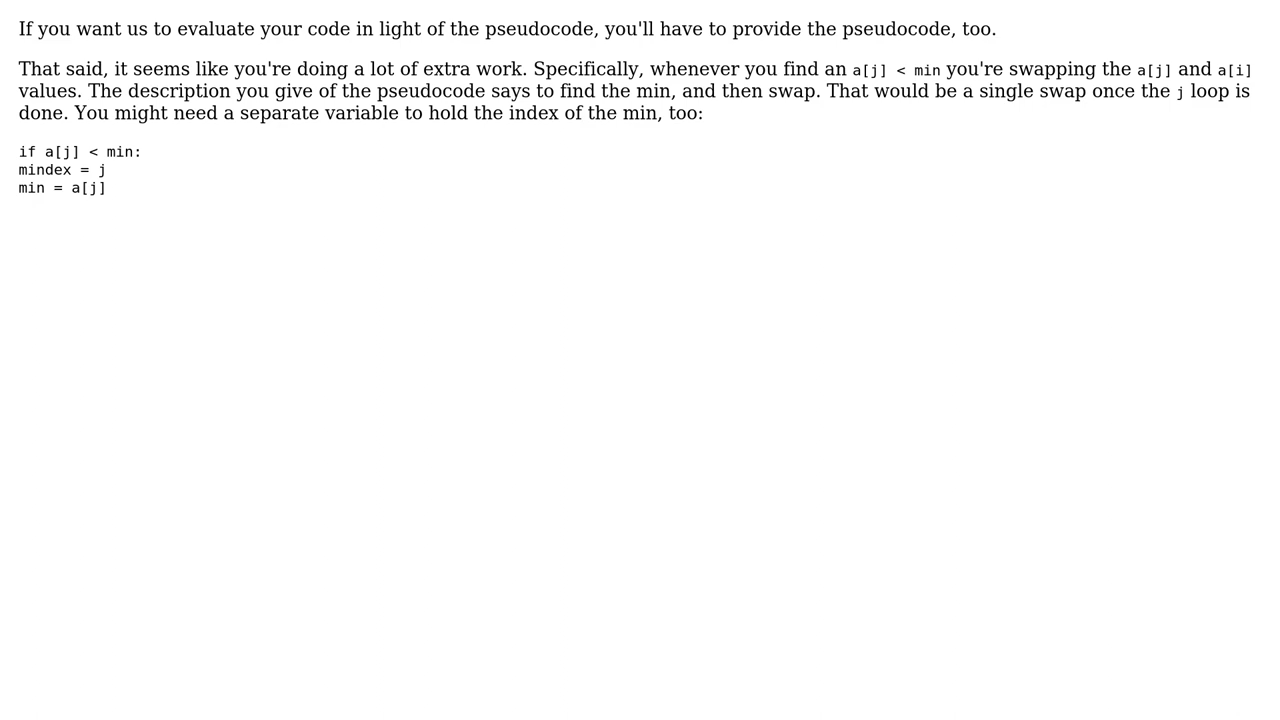 If you want us to evaluate your code in light of the pseudocode, you'll have to provide the pseudocode, too.
That said, it seems like you're doing a lot of extra work. Specifically, whenever you find an a[j] < min you're swapping the a[j] and a[i]
values. The description you give of the pseudocode says to find the min, and then swap. That would be a single swap once the j loop is
done. You might need a separate variable to hold the index of the min, too:
if a[j] < min:
mindex = j
min = a[j]